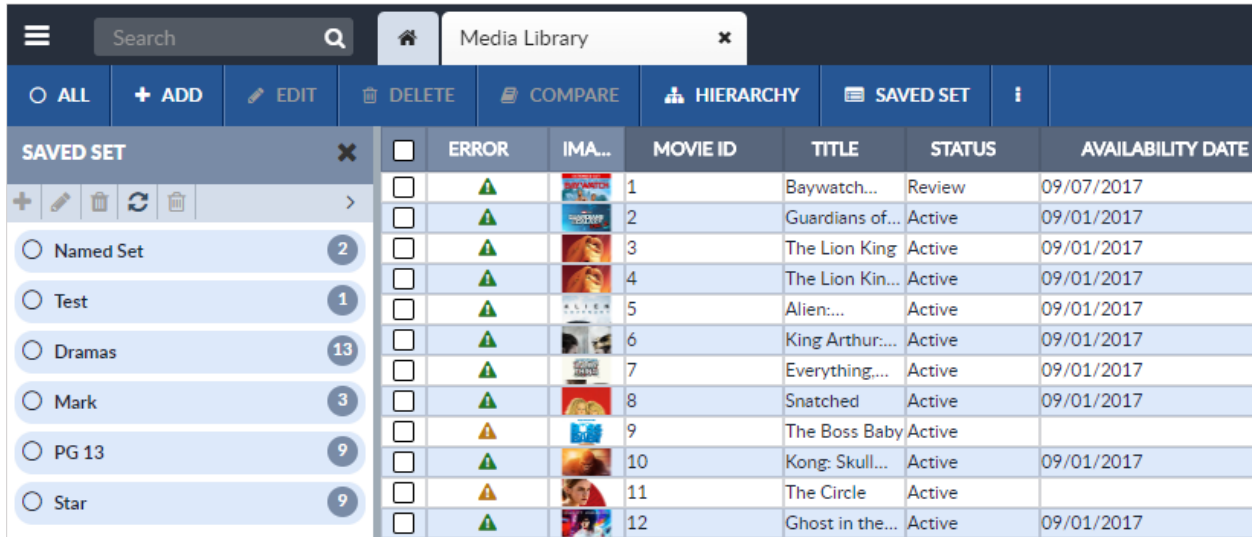 Search
Media Library
ALL
ADD
EDIT
DELETE
COMPARE
HIERARCHY
SAVED SET
SAVED SET
Named Set 2
Test 1
Dramas 13
Mark 3
PG 13 9
Star 9
ERROR IMA... MOVIE ID TITLE STATUS AVAILABILITY DATE
BAYWATCH 1 Baywatch... Review 09/07/2017
2 Guardians of... Active 09/01/2017
3 The Lion King Active 09/01/2017
4 The Lion Kin... Active 09/01/2017
ALIEN 5 Alien:... Active 09/01/2017
6 King Arthur:... Active 09/01/2017
7 Everything,... Active 09/01/2017
8 Snatched Active 09/01/2017
9 The Boss Baby Active
10 Kong: Skull... Active 09/01/2017
11 The Circle Active
12 Ghost in the... Active 09/01/2017